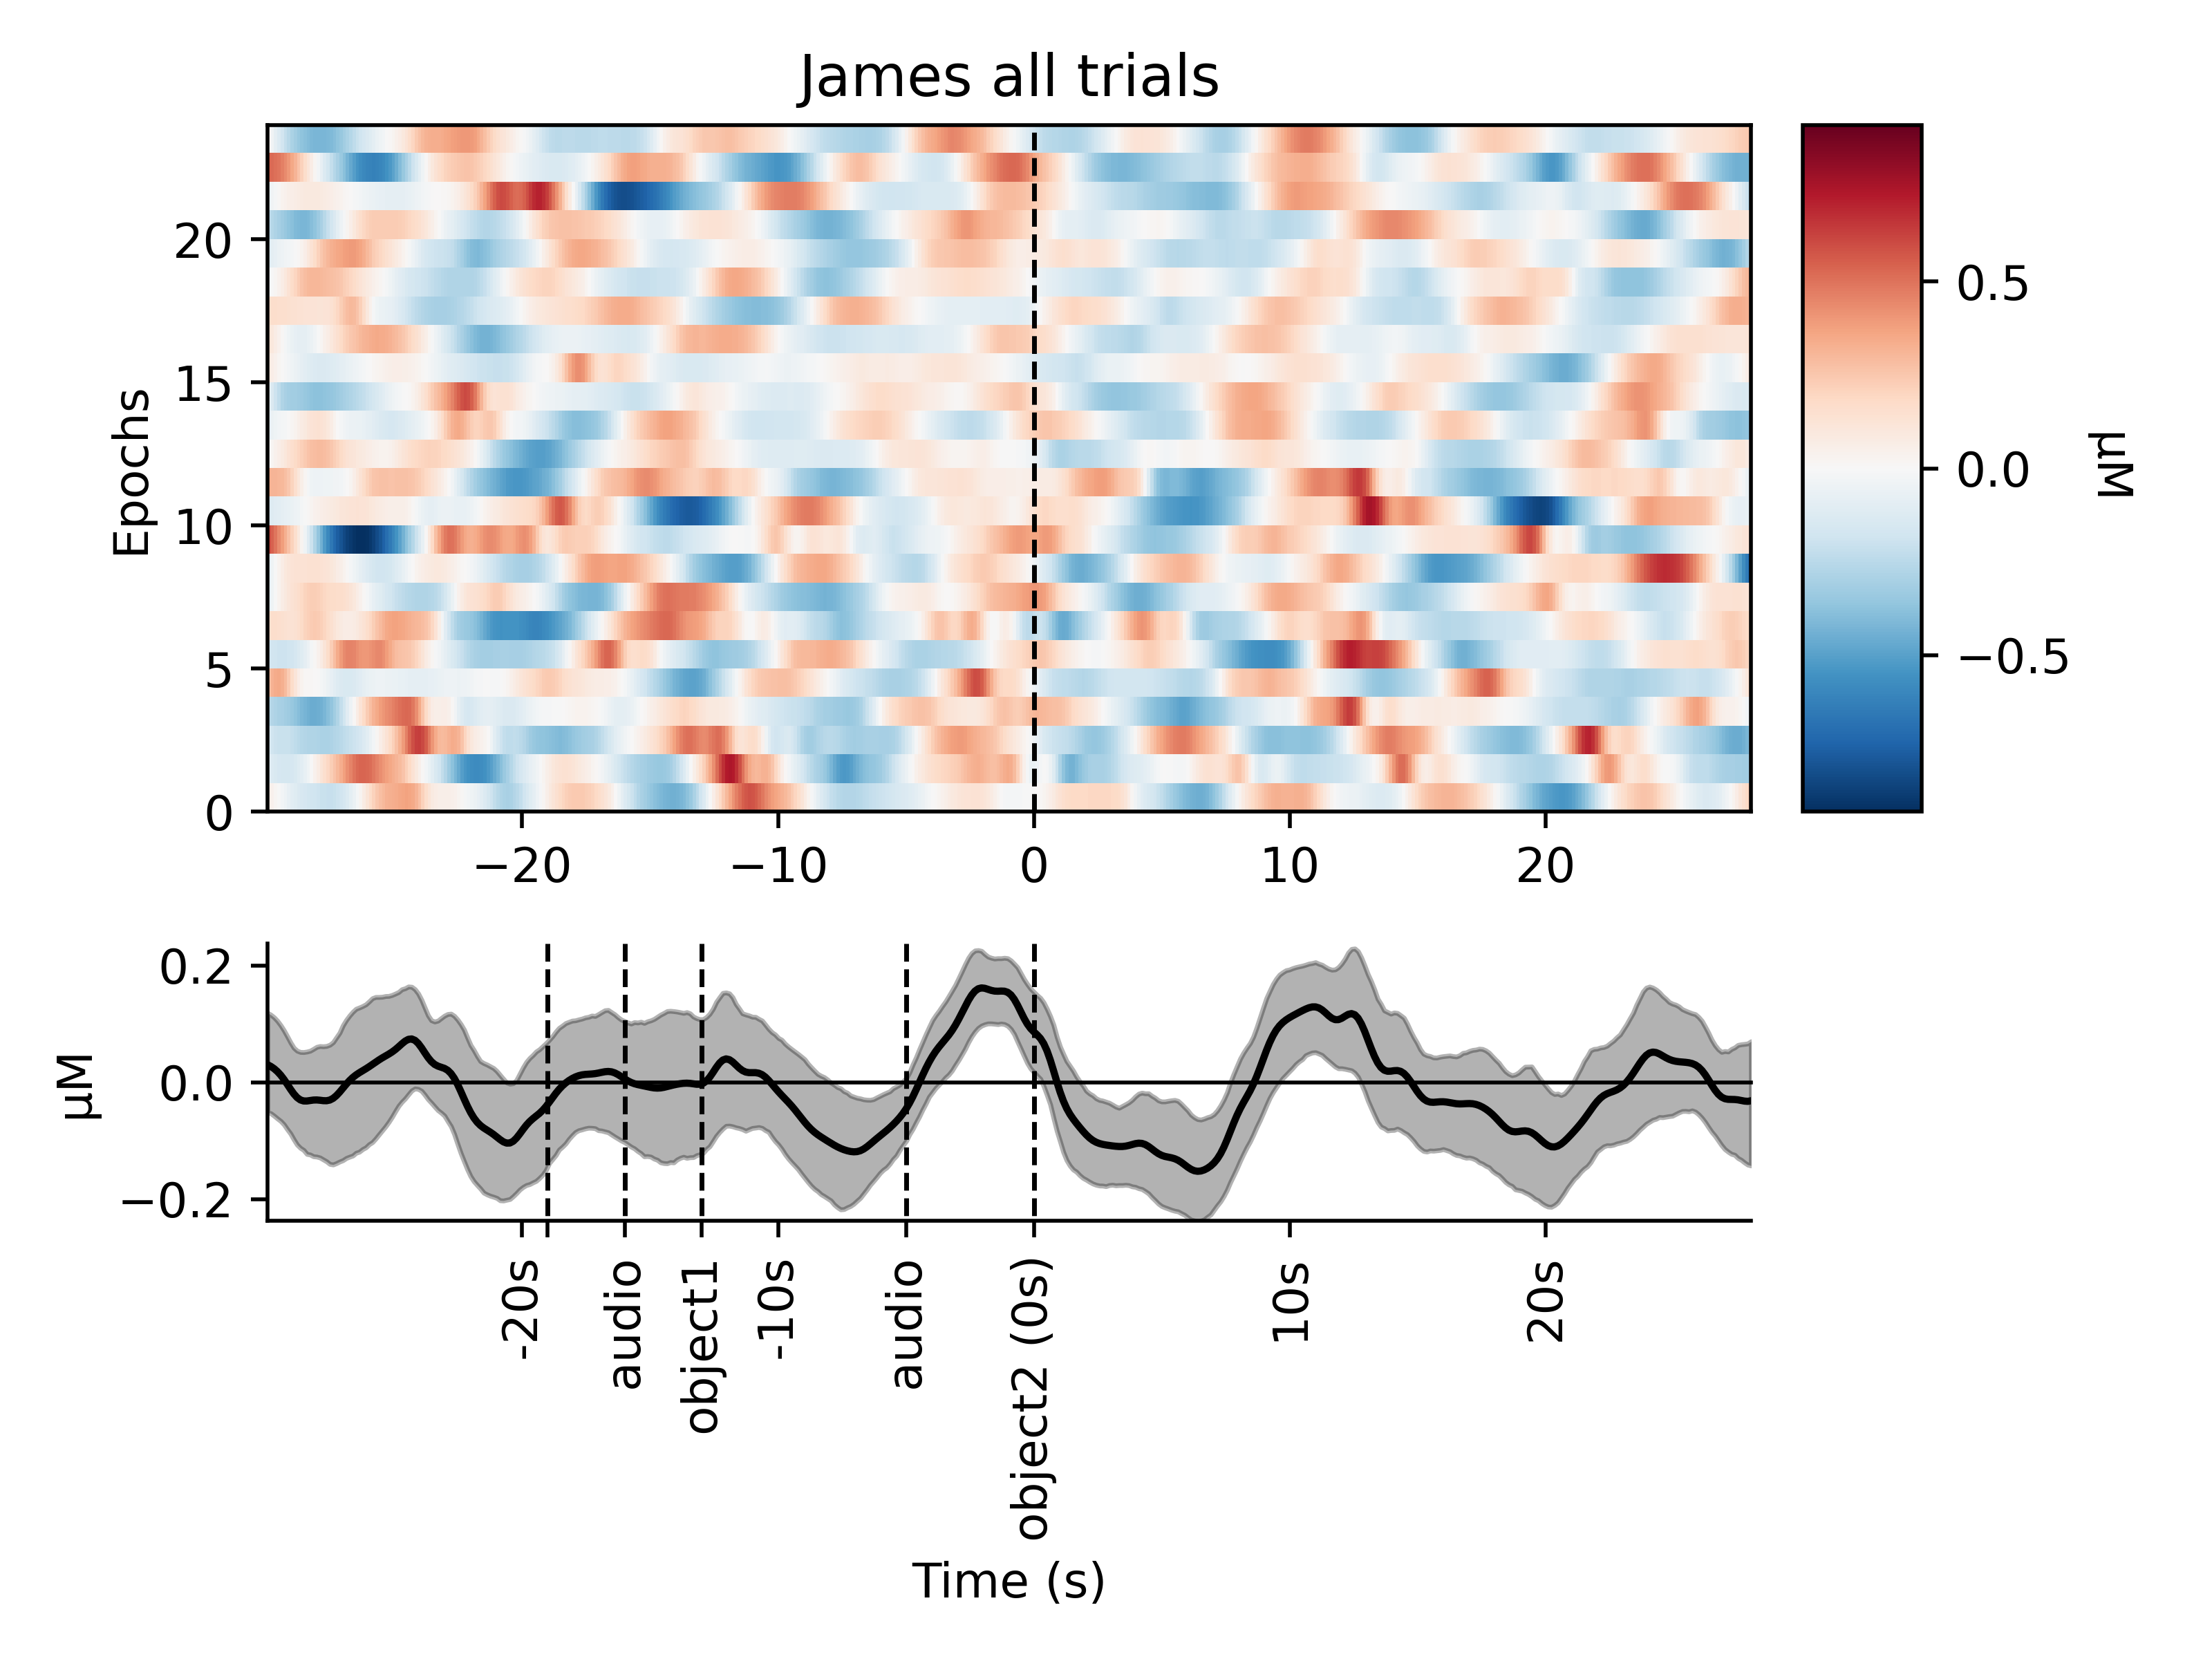 James all trials
Epochs
20
15
10
5
0
−20
−10
0
10
20
0.5
0.0
−0.5
µM
µM
0.2
0.0
−0.2
-20s
audio
object1
-10s
audio
object2 (0s)
10s
20s
Time (s)